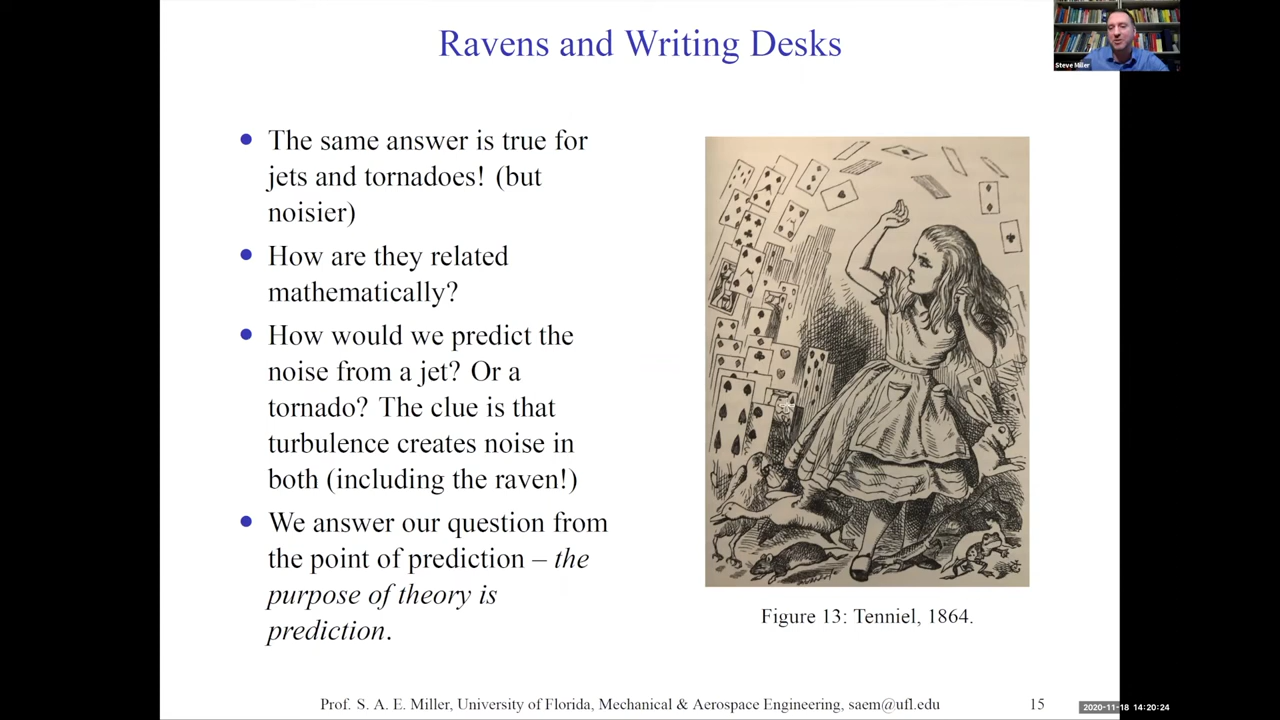 Ravens and Writing Desks
Steve Miller
• The same answer is true for
jets and tornadoes! (but
noisier)
• How are they related
mathematically?
• How would we predict the
noise from a jet? Or a
tornado? The clue is that
turbulence creates noise in
both (including the raven!)
• We answer our question from
the point of prediction – the
purpose of theory is
prediction.
Figure 13: Tenniel, 1864.
Prof. S. A. E. Miller, University of Florida, Mechanical & Aerospace Engineering, saem@ufl.edu
15
2020-11-18 14:20:24